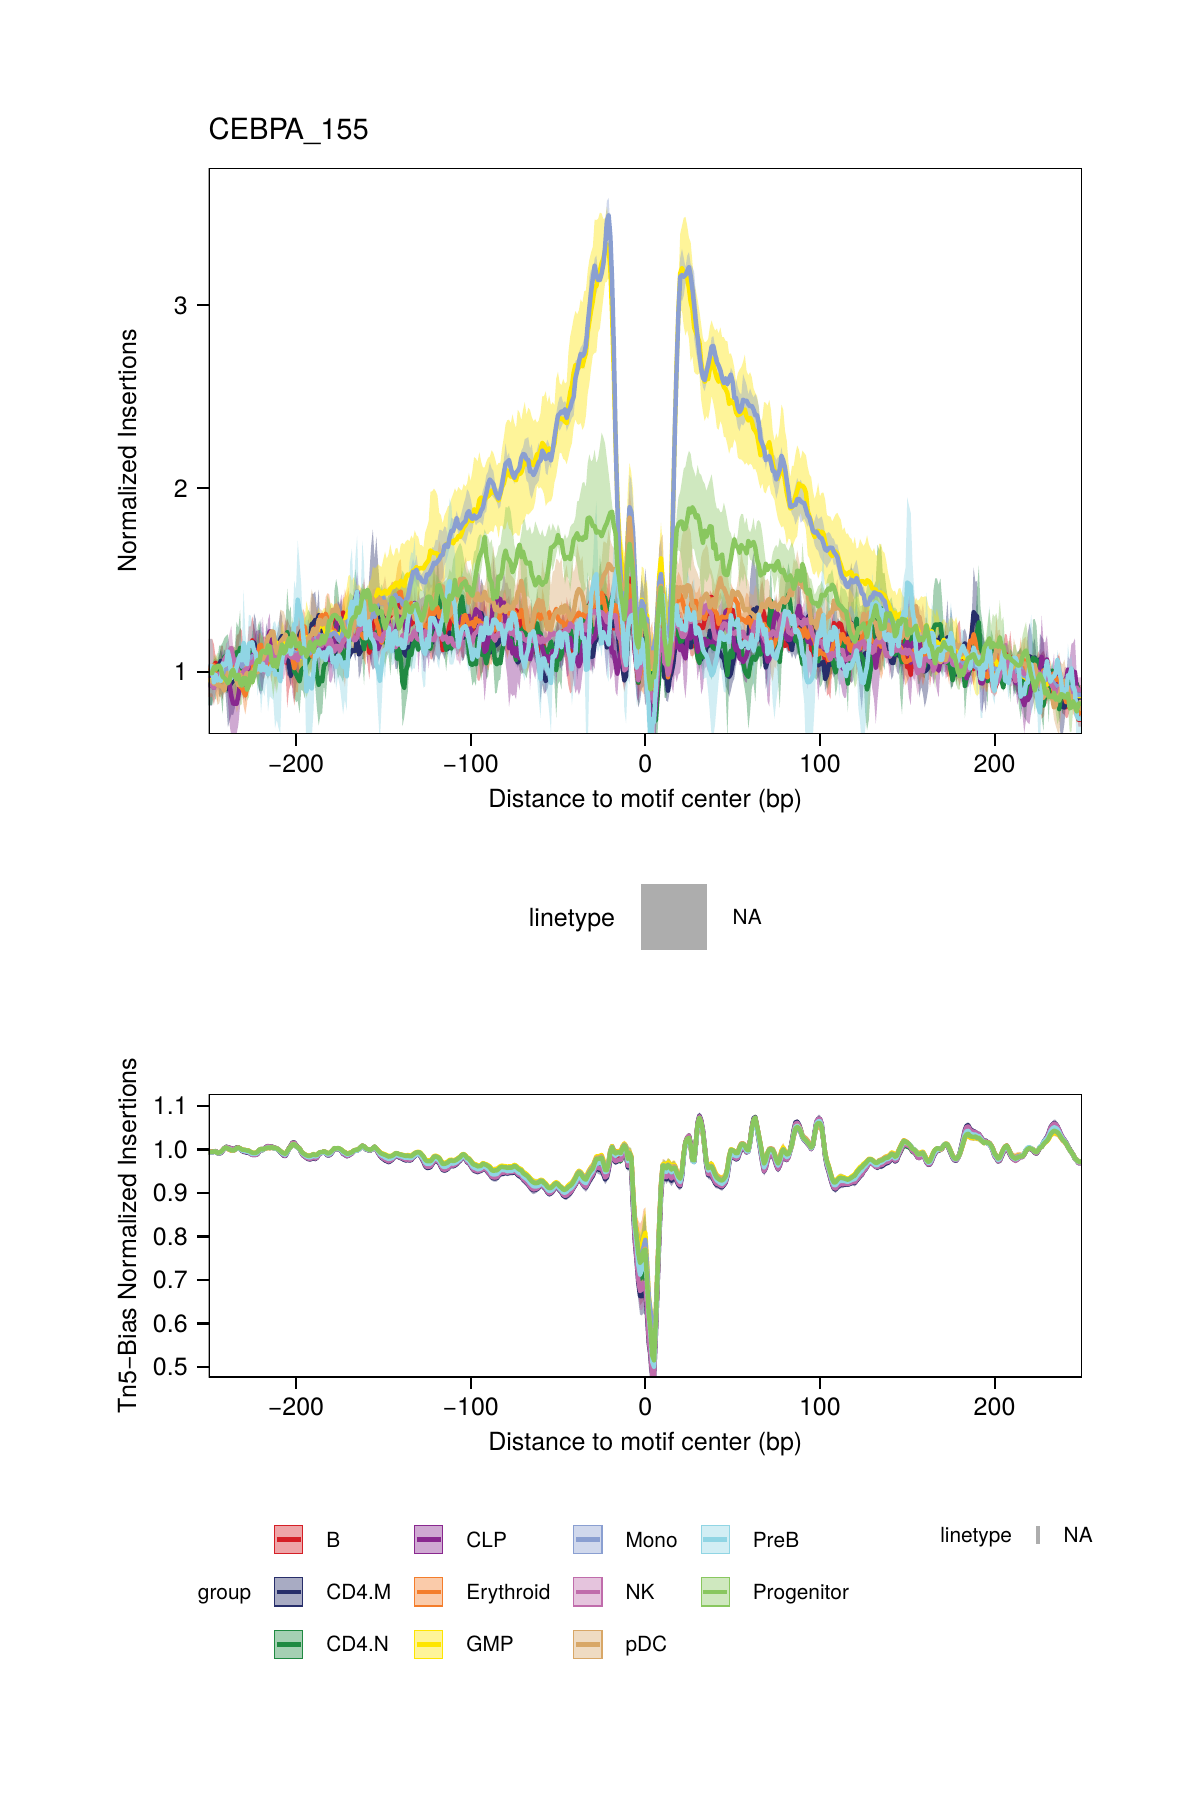 CEBPA_155
Normalized Insertions
3
2
1
−200 −100 0 100 200
Distance to motif center (bp)
linetype NA
Tn5−Bias Normalized Insertions
1.1
1.0
0.9
0.8
0.7
0.6
0.5
−200 −100 0 100 200
Distance to motif center (bp)
B CLP Mono PreB linetype NA
group CD4.M Erythroid NK Progenitor
CD4.N GMP pDC